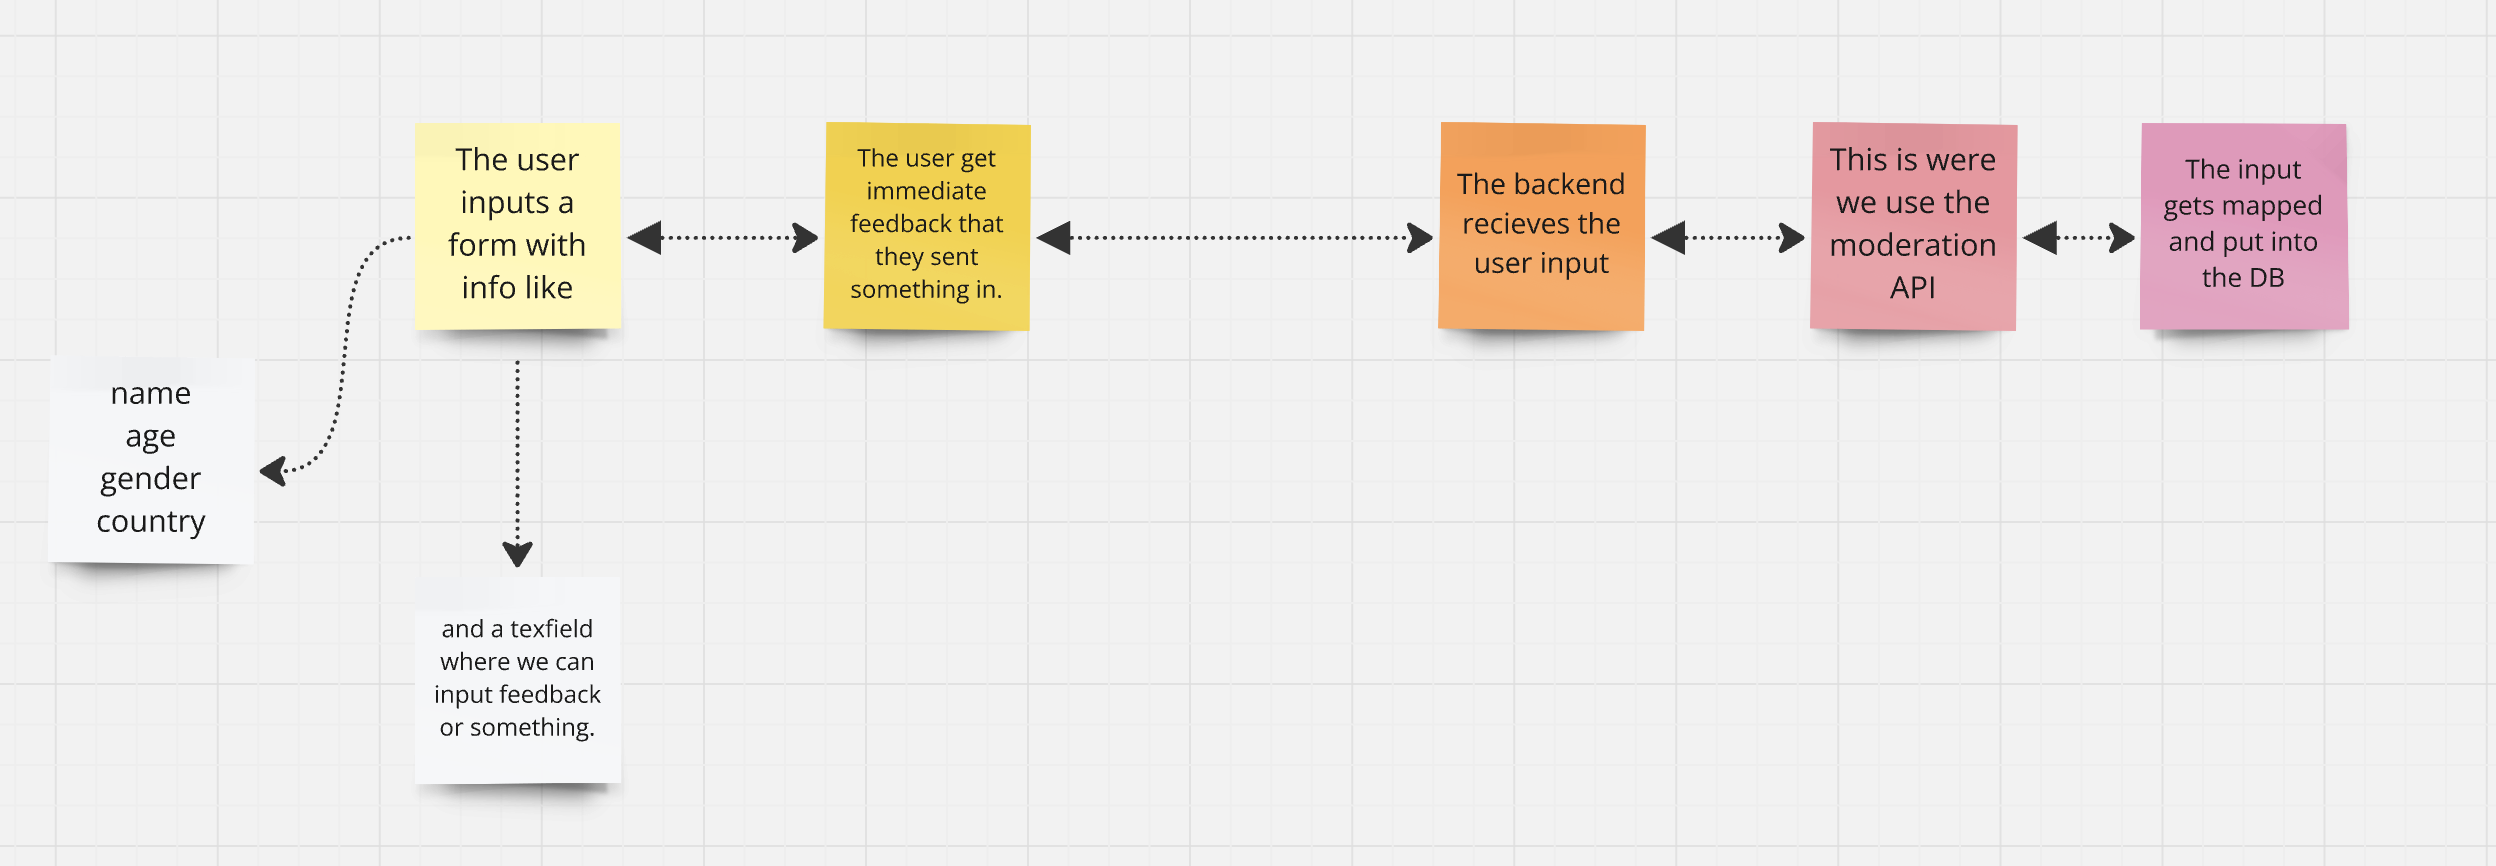 The user
inputs a
form with
info like
The user get
immediate
feedback that
they sent
something in.
The backend
recieves the
user input
This is were
we use the
moderation
API
The input
gets mapped
and put into
the DB
name
age
gender
country
and a texfield
where we can
input feedback
or something.